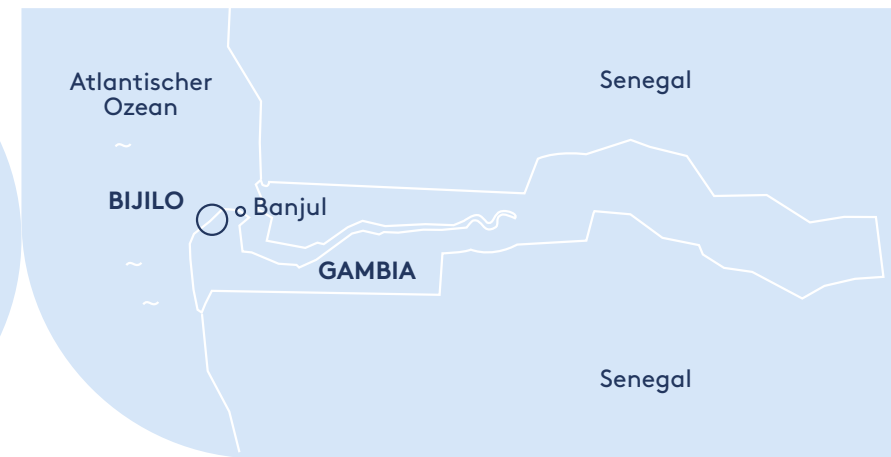 Atlantischer
Ozean
Senegal
BIJILO
Banjul
GAMBIA
Senegal